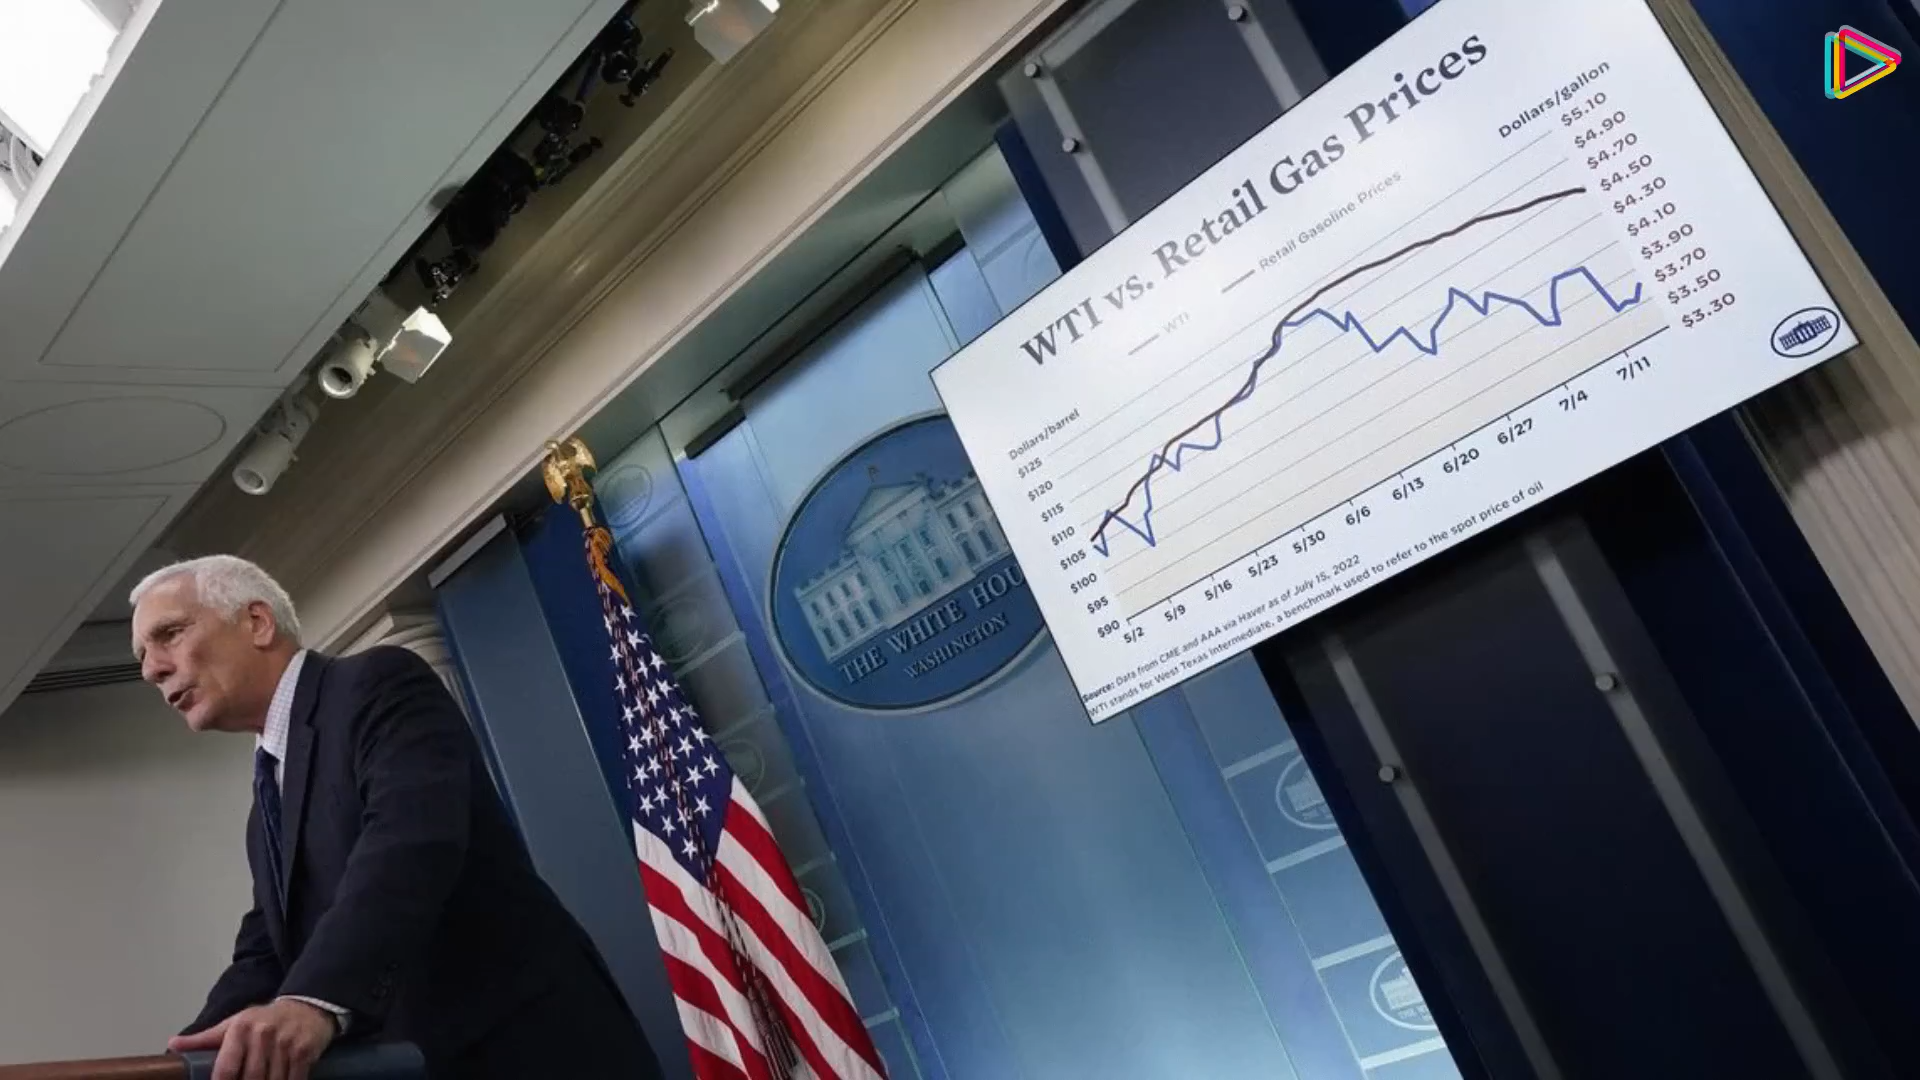 WTI vs. Retail Gas Prices
WTI
Retail Gasoline Prices
Dollars/barrel
$125
$120
$115
$110
$105
$100
$95
$90
Dollars/gallon
$5.10
$4.90
$4.70
$4.50
$4.30
$4.10
$3.90
$3.70
$3.50
$3.30
5/2 5/9 5/16 5/23 5/30 6/6 6/13 6/20 6/27 7/4 7/11
Source: Data from CME and AAA via Haver as of July 15, 2022
WTI stands for West Texas Intermediate, a benchmark used to refer to the spot price of oil
THE WHITE HOU
WASHINGTON